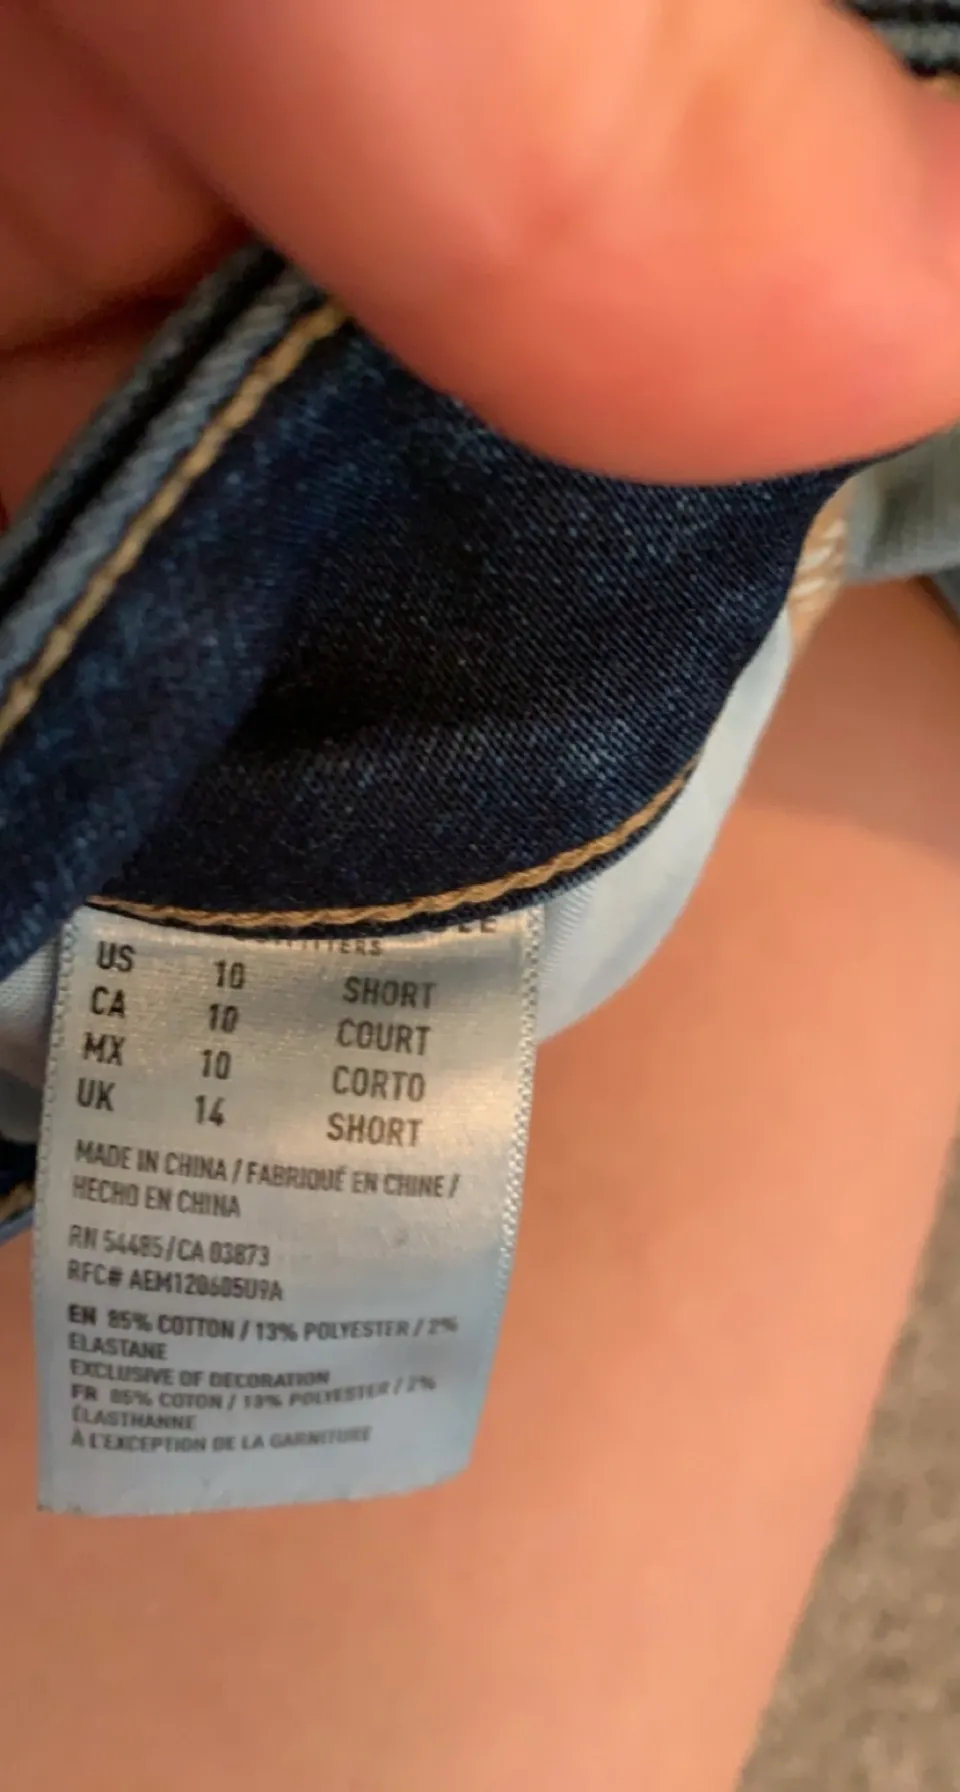 US 10 SHORT
CA 10 COURT
MX 10 CORTO
UK 14 SHORT
MADE IN CHINA / FABRIQUÉ EN CHINE /
HECHO EN CHINA
RN 54485/CA 03873
RFC# AEM120605U9A
EN 85% COTTON / 13% POLYESTER / 2%
ELASTANE
EXCLUSIVE OF DECORATION
FR 85% COTON / 13% POLYESTER / 2%
ÉLASTHANNE
À L'EXCEPTION DE LA GARNITURE